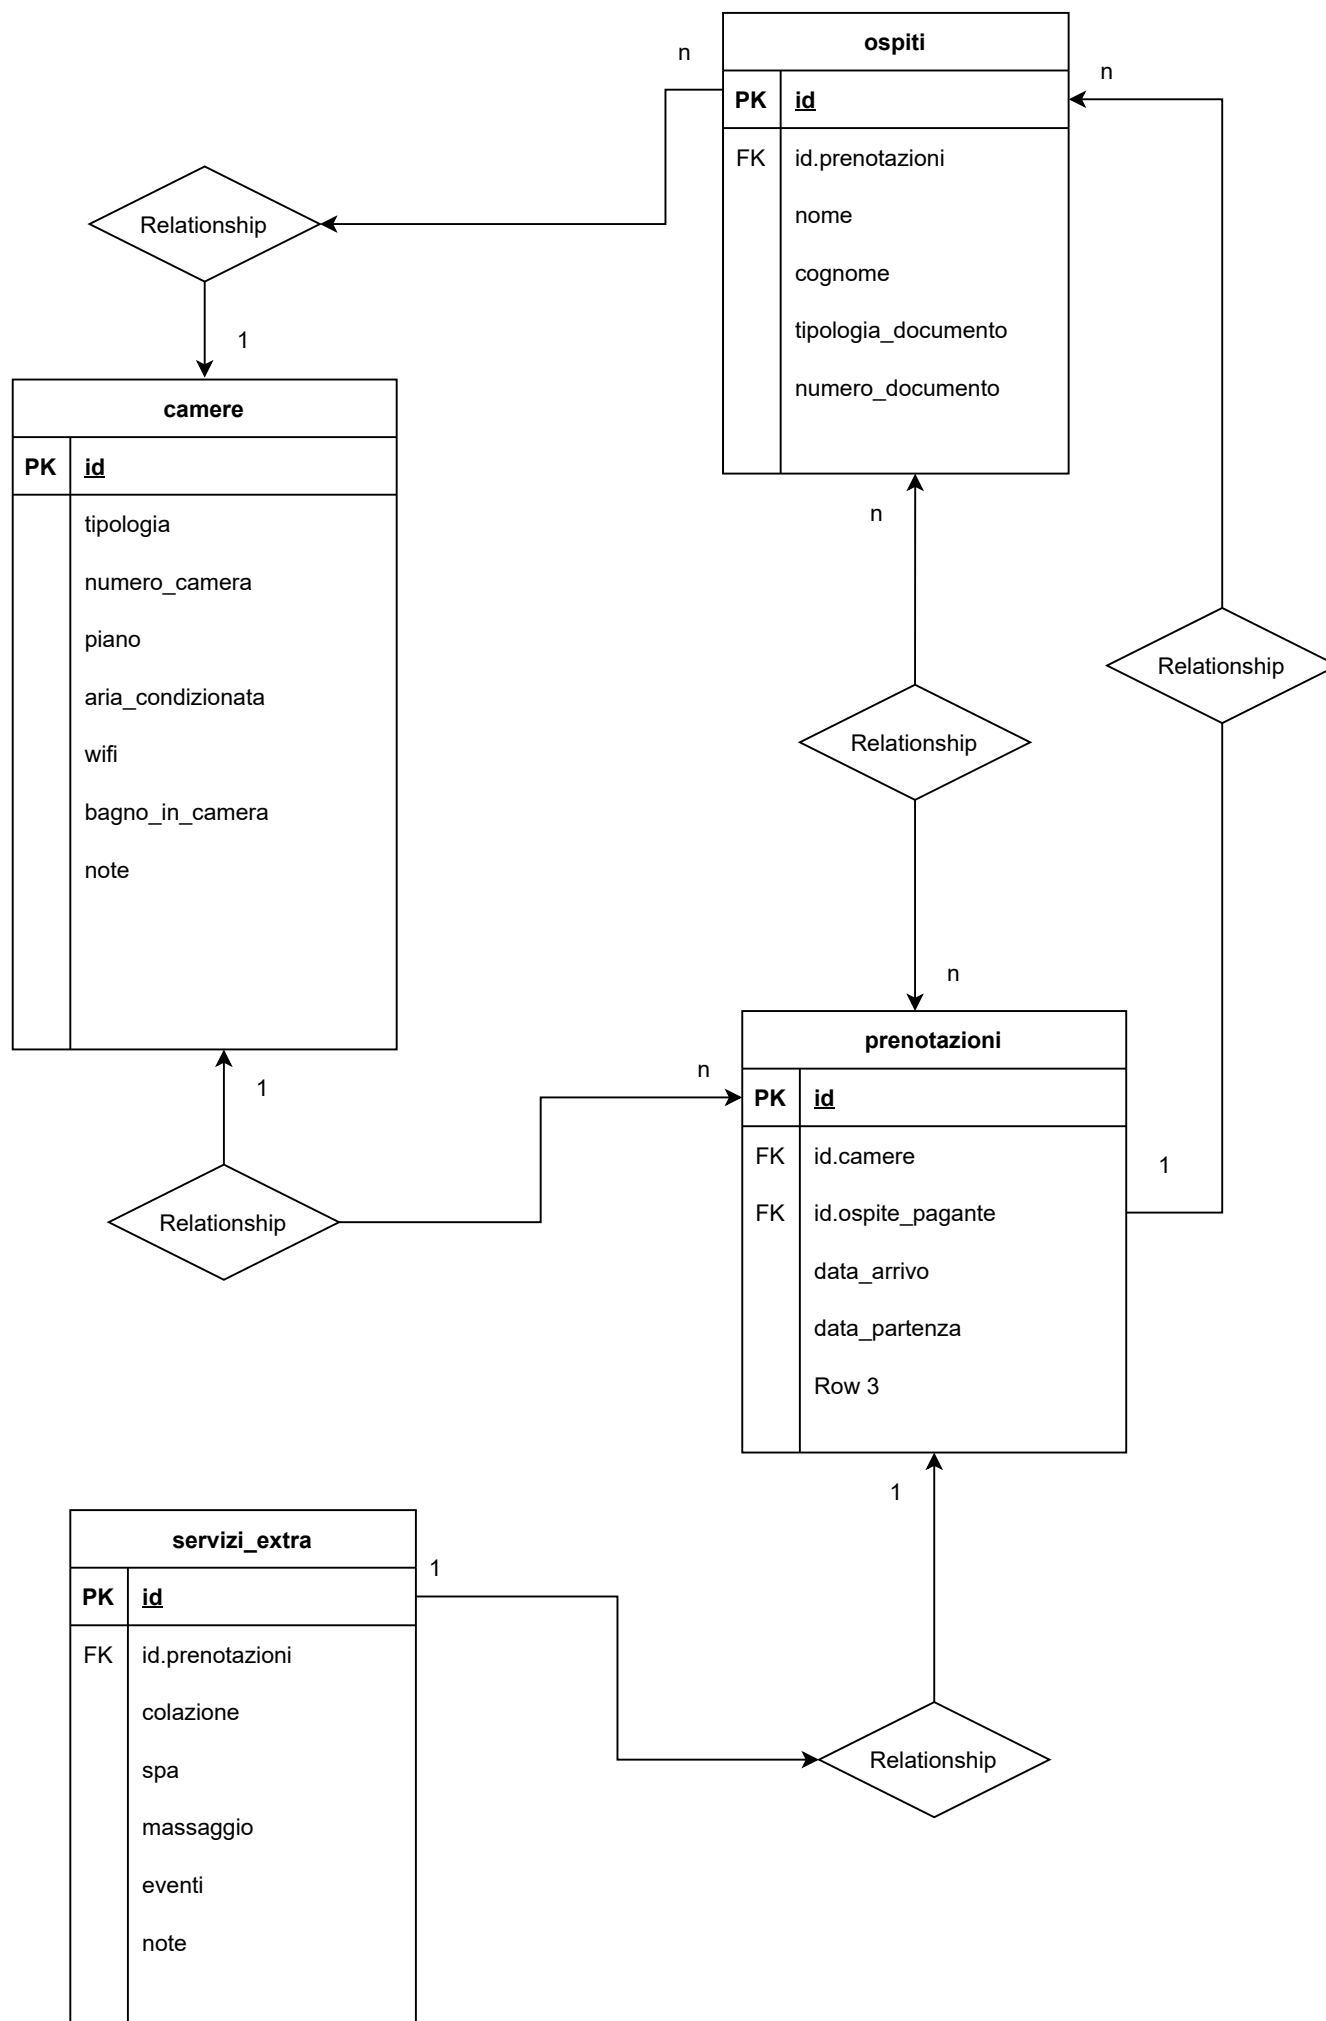 ospiti
n
n
PK id
FK id.prenotazioni
nome
cognome
tipologia_documento
numero_documento
Relationship
1
camere
PK id
tipologia
numero_camera
piano
aria_condizionata
wifi
bagno_in_camera
note
n
Relationship
Relationship
n
prenotazioni
PK id
FK id.camere
FK id.ospite_pagante
data_arrivo
data_partenza
Row 3
n
1
1
Relationship
1
servizi_extra
PK id
FK id.prenotazioni
colazione
spa
massaggio
eventi
note
1
Relationship